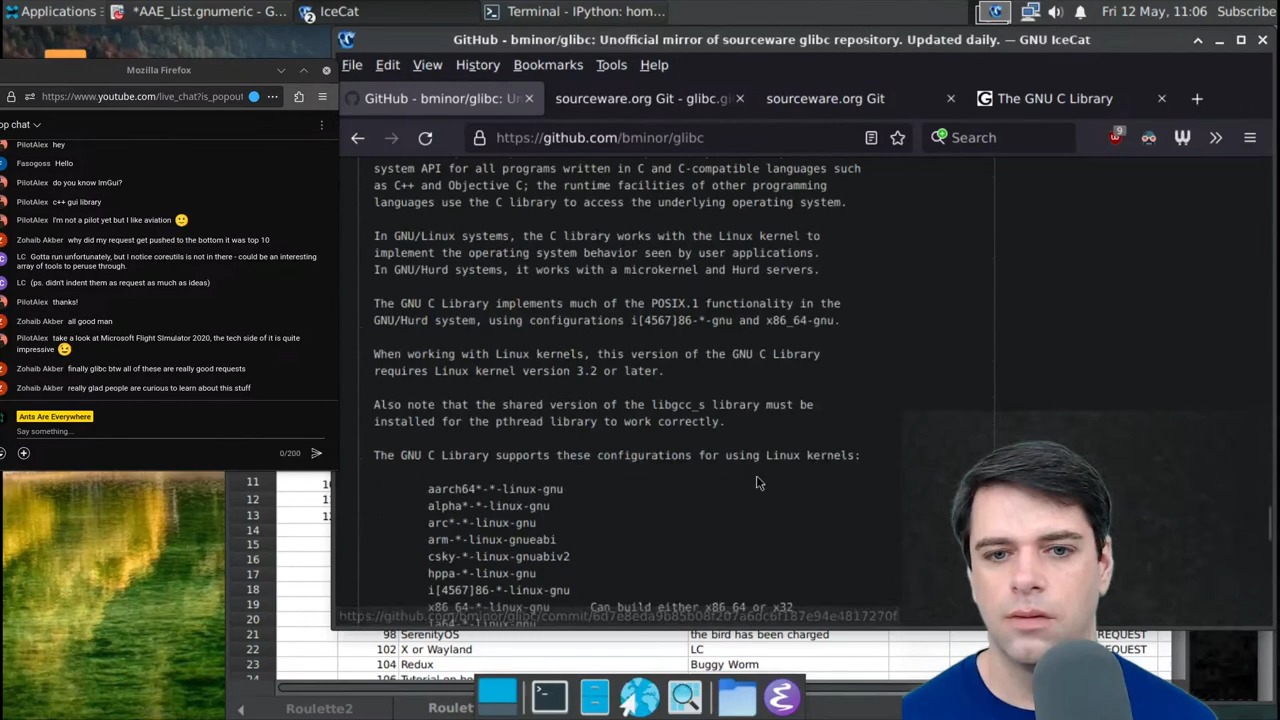 Applications
*AAE_List.gnumeric - G...
IceCat
2
Terminal - IPython: hom...
Fri 12 May, 11:06
Subscribe
Mozilla Firefox
https://www.youtube.com/live_chat?is_popout
op chat
PilotAlex hey
Fasogoss Hello
PilotAlex do you know ImGui?
PilotAlex c++ gui library
PilotAlex I'm not a pilot yet but I like aviation 🙂
Zohaib Akber why did my request get pushed to the bottom it was top 10
LC Gotta run unfortunately, but I notice coreutils is not in there - could be an interesting
array of tools to peruse through.
LC (ps. didn't indent them as request as much as ideas)
PilotAlex thanks!
Zohaib Akber all good man
PilotAlex take a look at Microsoft Flight SImulator 2020, the tech side of it is quite
impressive 😉
Zohaib Akber finally glibc btw all of these are really good requests
Zohaib Akber really glad people are curious to learn about this stuff
Ants Are Everywhere
Say something...
0/200
GitHub - bminor/glibc: Unofficial mirror of sourceware glibc repository. Updated daily. — GNU IceCat
File Edit View History Bookmarks Tools Help
GitHub - bminor/glibc: Un
sourceware.org Git - glibc.gi
sourceware.org Git
The GNU C Library
https://github.com/bminor/glibc
Search
9
system API for all programs written in C and C-compatible languages such
as C++ and Objective C; the runtime facilities of other programming
languages use the C library to access the underlying operating system.
In GNU/Linux systems, the C library works with the Linux kernel to
implement the operating system behavior seen by user applications.
In GNU/Hurd systems, it works with a microkernel and Hurd servers.
The GNU C Library implements much of the POSIX.1 functionality in the
GNU/Hurd system, using configurations i[4567]86-*-gnu and x86_64-gnu.
When working with Linux kernels, this version of the GNU C Library
requires Linux kernel version 3.2 or later.
Also note that the shared version of the libgcc_s library must be
installed for the pthread library to work correctly.
The GNU C Library supports these configurations for using Linux kernels:
aarch64*-*-linux-gnu
alpha*-*-linux-gnu
arc*-*-linux-gnu
arm-*-linux-gnueabi
csky-*-linux-gnuabiv2
hppa-*-linux-gnu
i[4567]86-*-linux-gnu
x86_64-*-linux-gnu Can build either x86_64 or x32
11
12
13
14
15
16
17
18
19
20
21 98 SerenityOS the bird has been charged REQUEST
22 102 X or Wayland LC REQUEST
23 104 Redux Buggy Worm
Roulette2
Roulet